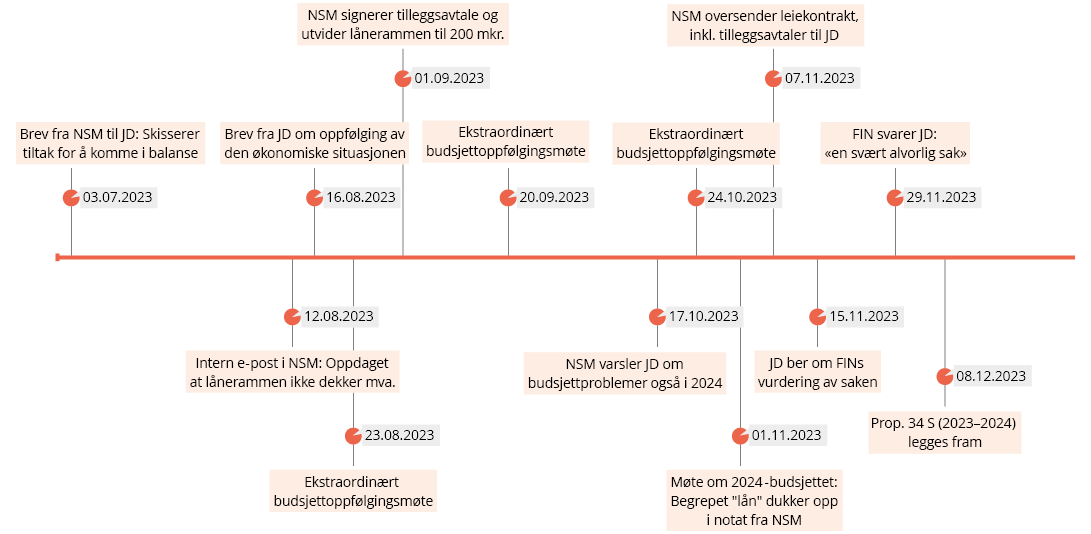 NSM signerer tilleggsavtale og
utvider lånerammen til 200 mkr.
01.09.2023
NSM oversender leiekontrakt,
inkl. tilleggsavtaler til JD
07.11.2023
Brev fra NSM til JD: Skisserer
tiltak for å komme i balanse
03.07.2023
Brev fra JD om oppfølging av
den økonomiske situasjonen
16.08.2023
Ekstraordinært
budsjettoppfølgingsmøte
20.09.2023
Ekstraordinært
budsjettoppfølgingsmøte
24.10.2023
FIN svarer JD:
«en svært alvorlig sak»
29.11.2023
12.08.2023
Intern e-post i NSM: Oppdaget
at lånerammen ikke dekker mva.
23.08.2023
Ekstraordinært
budsjettoppfølgingsmøte
17.10.2023
NSM varsler JD om
budsjettproblemer også i 2024
01.11.2023
Møte om 2024-budsjettet:
Begrepet "lån" dukker opp
i notat fra NSM
15.11.2023
JD ber om FINs
vurdering av saken
08.12.2023
Prop. 34 S (2023–2024)
legges fram